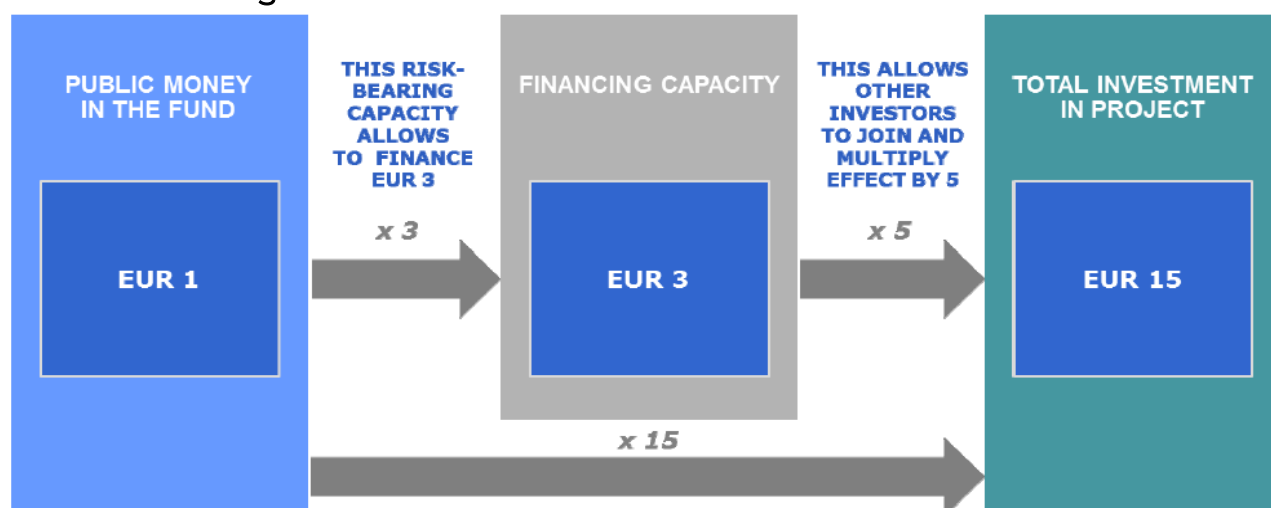 PUBLIC MONEY
IN THE FUND
EUR 1
THIS RISK-
BEARING
CAPACITY
ALLOWS
TO FINANCE
EUR 3
x 3
FINANCING CAPACITY
EUR 3
THIS ALLOWS
OTHER
INVESTORS
TO JOIN AND
MULTIPLY
EFFECT BY 5
x 5
TOTAL INVESTMENT
IN PROJECT
EUR 15
x 15